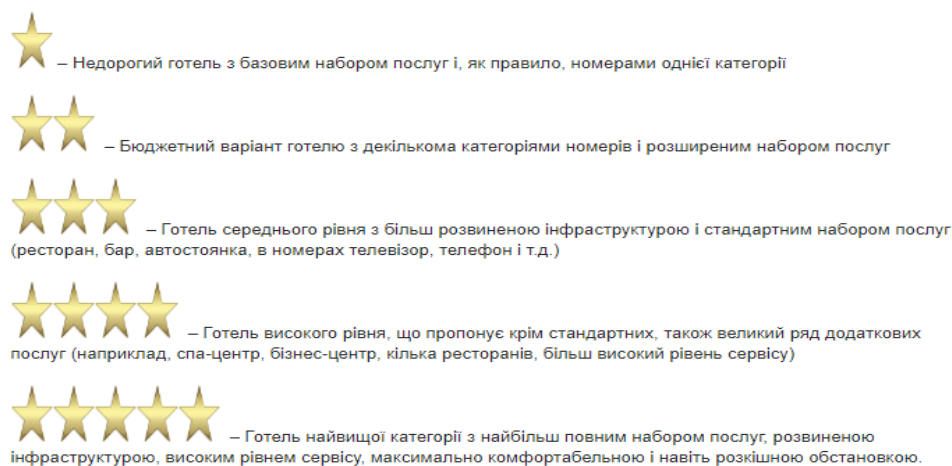 – Недорогий готель з базовим набором послуг і, як правило, номерами однієї категорії
– Бюджетний варіант готелю з декількома категоріями номерів і розширеним набором послуг
– Готель середнього рівня з більш розвиненою інфраструктурою і стандартним набором послуг
(ресторан, бар, автостоянка, в номерах телевізор, телефон і т.д.)
– Готель високого рівня, що пропонує крім стандартних, також великий ряд додаткових
послуг (наприклад, спа-центр, бізнес-центр, кілька ресторанів, більш високий рівень сервісу)
– Готель найвищої категорії з найбільш повним набором послуг, розвиненою
інфраструктурою, високим рівнем сервісу, максимально комфортабельною і навіть розкішною обстановкою.